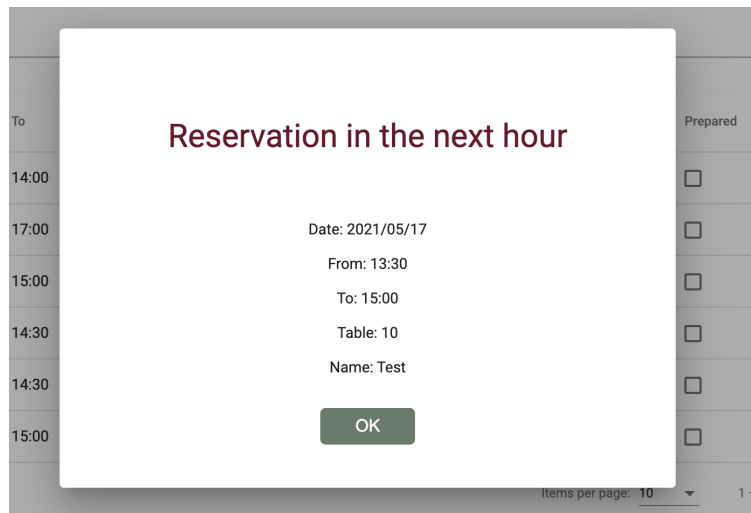 Reservation in the next hour
To
Prepared
14:00
17:00
15:00
14:30
14:30
15:00
Date: 2021/05/17
From: 13:30
To: 15:00
Table: 10
Name: Test
OK
Items per page: 10
1